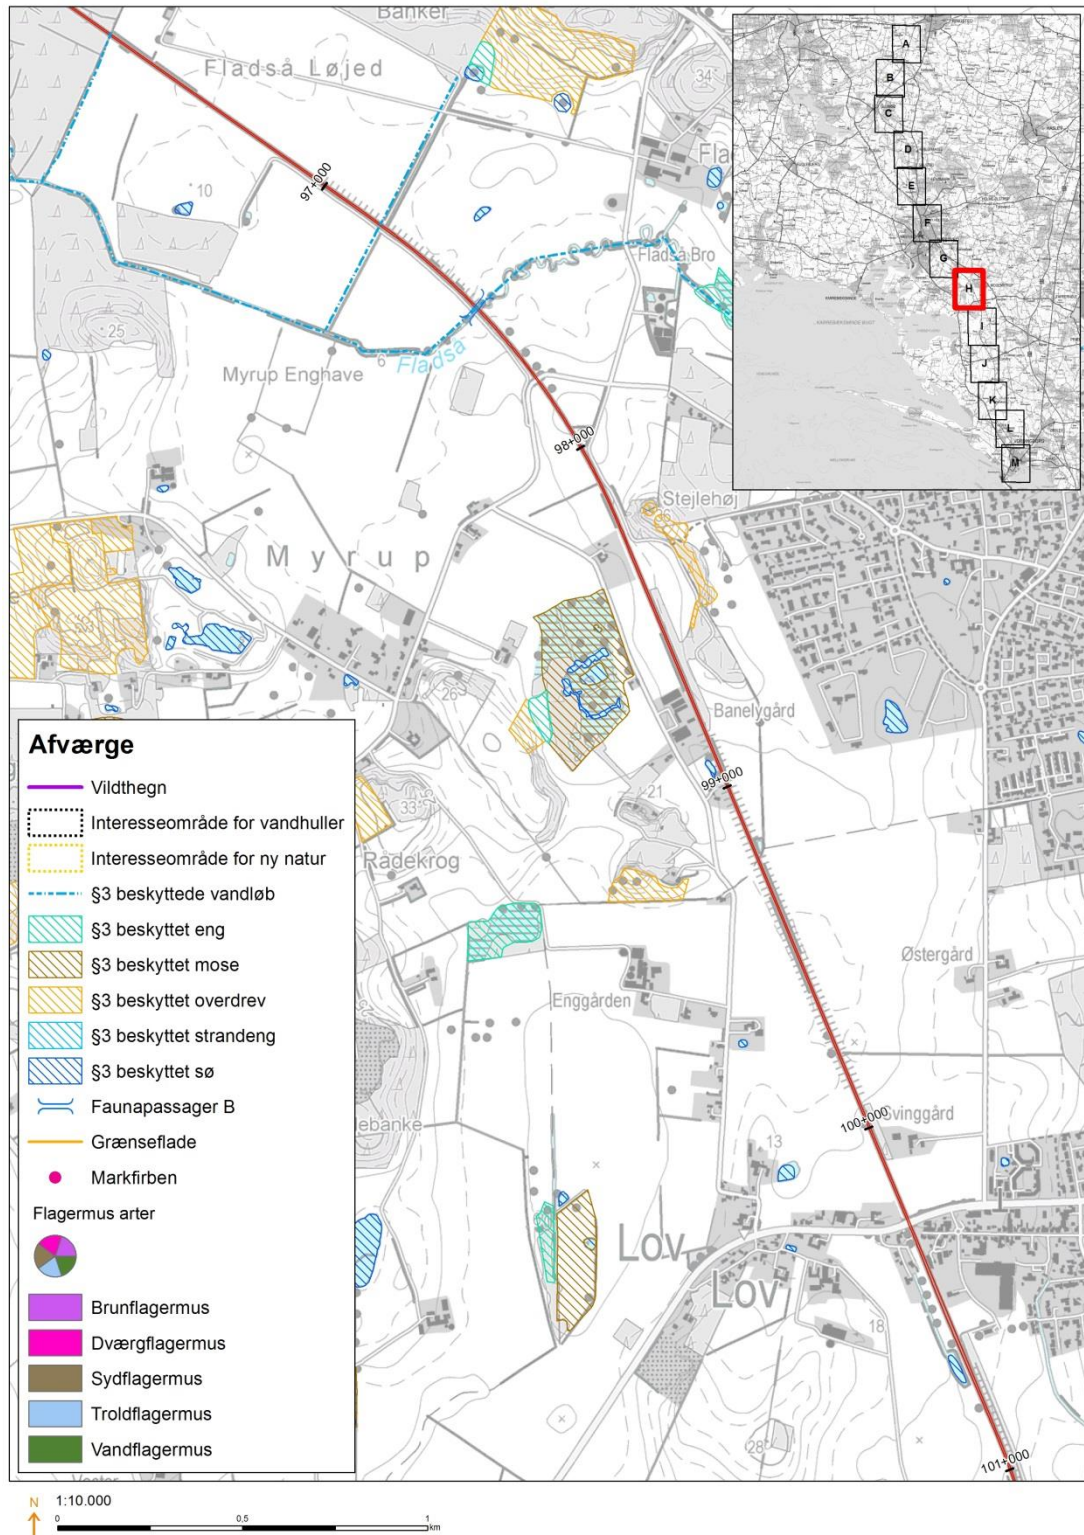 Banker
Fladså Løjed
34
Fla
97+000
10
Fladså Bro
25
6
Fladså
Myrup Enghave
98+000
Stejlehøj
Myrup
26
Banelygård
99+000
21
33
Rådekrog
Østergård
Enggården
ebanke
100+000
Svinggård
13
Lov
Lov
18
28
101+000
A
B
C
D
E
F
G
H
I
J
K
L
M
Afværge
Vildthegn
Interesseområde for vandhuller
Interesseområde for ny natur
§3 beskyttede vandløb
§3 beskyttet eng
§3 beskyttet mose
§3 beskyttet overdrev
§3 beskyttet strandeng
§3 beskyttet sø
Faunapassager B
Grænseflade
Markfirben
Flagermus arter
Brunflagermus
Dværgflagermus
Sydflagermus
Troldflagermus
Vandflagermus
N
1:10.000
0 0,5 1
km